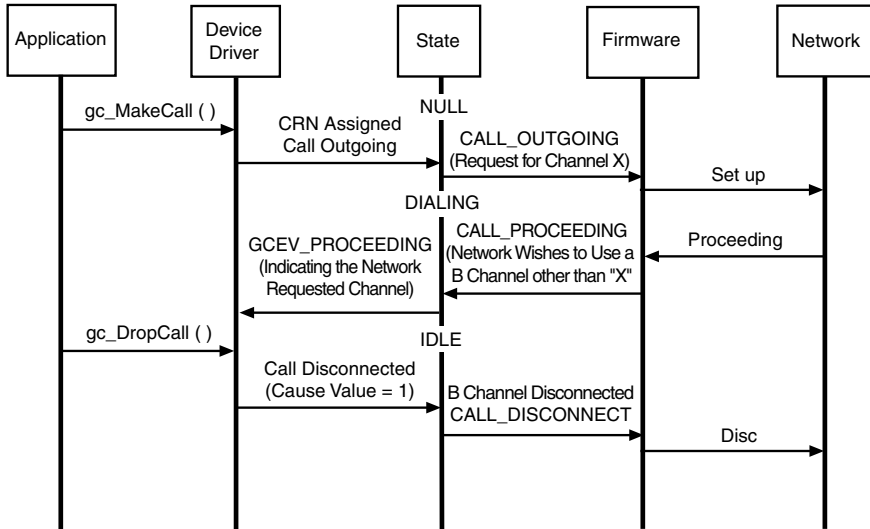 Application
Device
Driver
State
Firmware
Network
NULL
gc_MakeCall ( )
CRN Assigned
Call Outgoing
CALL_OUTGOING
(Request for Channel X)
Set up
DIALING
CALL_PROCEEDING
(Network Wishes to Use a
B Channel other than "X"
Proceeding
GCEV_PROCEEDING
(Indicating the Network
Requested Channel)
gc_DropCall ( )
IDLE
Call Disconnected
(Cause Value = 1)
B Channel Disconnected
CALL_DISCONNECT
Disc